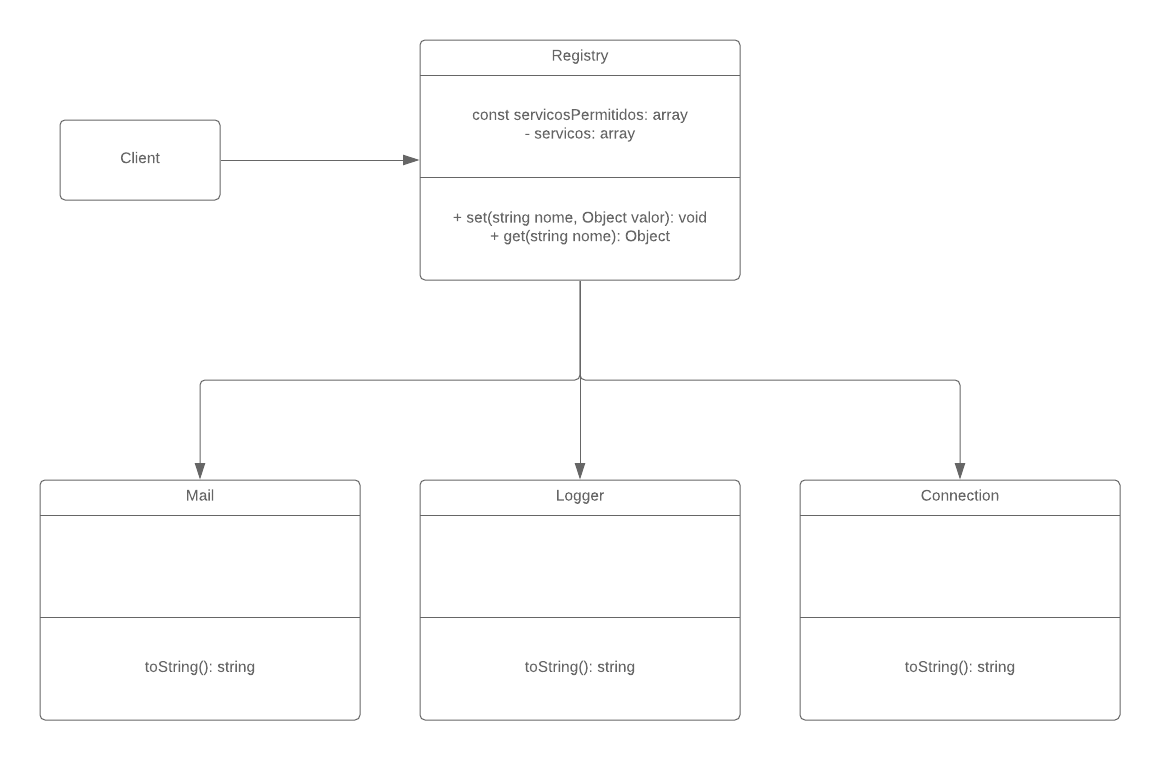 Registry
const servicosPermitidos: array
- servicos: array
Client
+ set(string nome, Object valor): void
+ get(string nome): Object
Mail
Logger
Connection
toString(): string
toString(): string
toString(): string